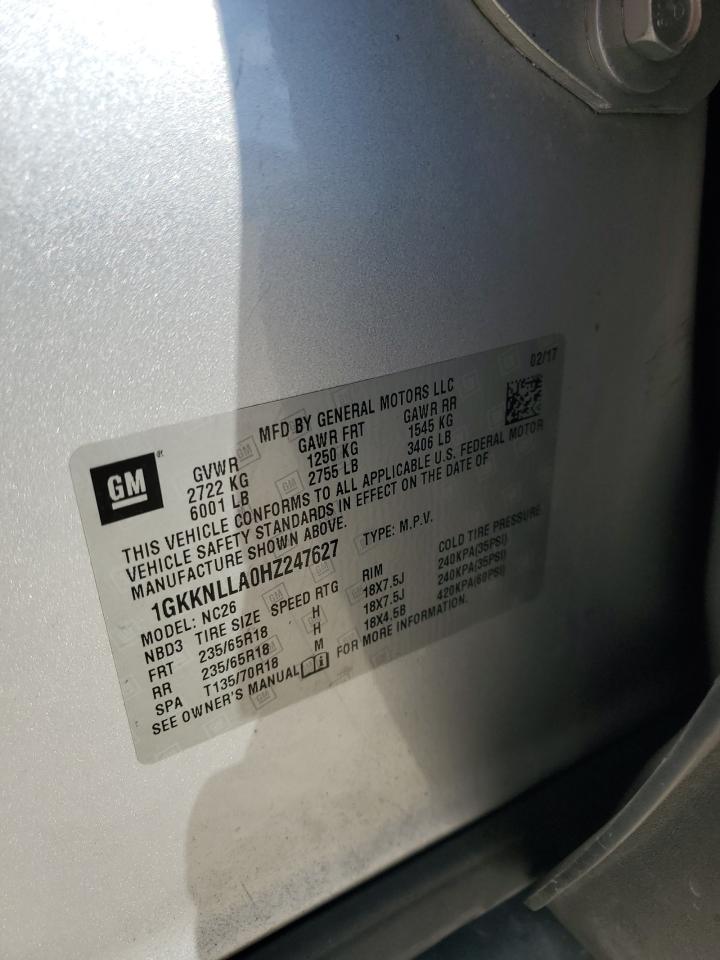 02/17
MFD BY GENERAL MOTORS LLC
GM
GVWR GAWR FRT GAWR RR
2722 KG 1250 KG 1545 KG
6001 LB 2755 LB 3406 LB
THIS VEHICLE CONFORMS TO ALL APPLICABLE U.S. FEDERAL MOTOR
VEHICLE SAFETY STANDARDS IN EFFECT ON THE DATE OF
MANUFACTURE SHOWN ABOVE.
1GKKNLLA0HZ247627 TYPE: M.P.V.
MODEL: NC26
NBD3 TIRE SIZE SPEED RTG RIM COLD TIRE PRESSURE
FRT 235/65R18 H 18X7.5J 240KPA(35PSI)
RR 235/65R18 H 18X7.5J 240KPA(35PSI)
SPA T135/70R18 M 18X4.5B 420KPA(60PSI)
SEE OWNER'S MANUAL FOR MORE INFORMATION.